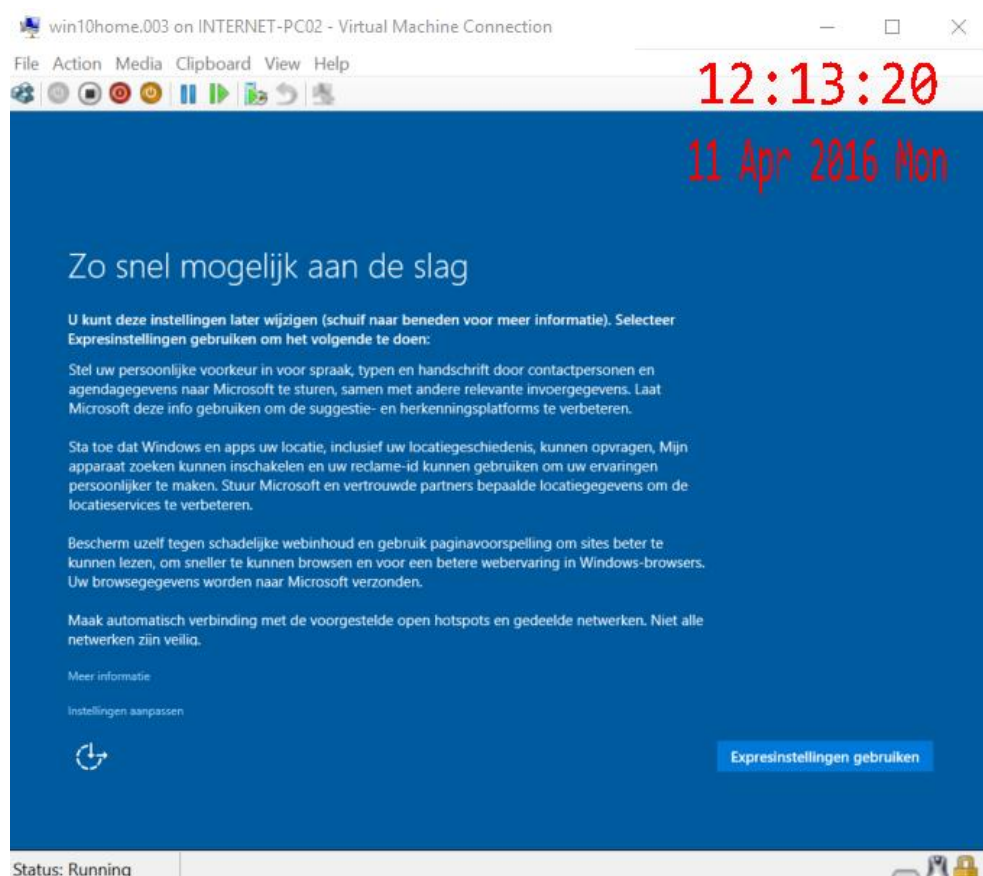 win10home.003 on INTERNET-PC02 - Virtual Machine Connection
File Action Media Clipboard View Help
12:13:20
11 Apr 2016 Mon
Zo snel mogelijk aan de slag
U kunt deze instellingen later wijzigen (schuif naar beneden voor meer informatie). Selecteer
Expresinstellingen gebruiken om het volgende te doen:
Stel uw persoonlijke voorkeur in voor spraak, typen en handschrift door contactpersonen en
agendagegevens naar Microsoft te sturen, samen met andere relevante invoergegevens. Laat
Microsoft deze info gebruiken om de suggestie- en herkenningsplatforms te verbeteren.
Sta toe dat Windows en apps uw locatie, inclusief uw locatiegeschiedenis, kunnen opvragen, Mijn
apparaat zoeken kunnen inschakelen en uw reclame-id kunnen gebruiken om uw ervaringen
persoonlijker te maken. Stuur Microsoft en vertrouwde partners bepaalde locatiegegevens om de
locatieservices te verbeteren.
Bescherm uzelf tegen schadelijke webinhoud en gebruik paginavoorspelling om sites beter te
kunnen lezen, om sneller te kunnen browsen en voor een betere webervaring in Windows-browsers.
Uw browsegegevens worden naar Microsoft verzonden.
Maak automatisch verbinding met de voorgestelde open hotspots en gedeelde netwerken. Niet alle
netwerken zijn veilig.
Meer informatie
Instellingen aanpassen
Expresinstellingen gebruiken
Status: Running